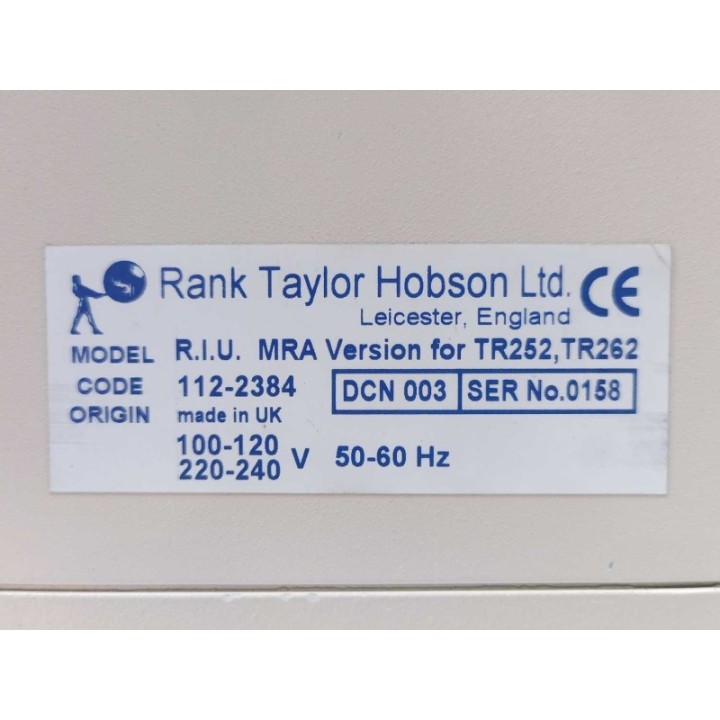 Rank Taylor Hobson Ltd. CE
Leicester, England
MODEL R.I.U. MRA Version for TR252,TR262
CODE 112-2384 DCN 003 SER No.0158
ORIGIN made in UK
100-120
220-240 V 50-60 Hz